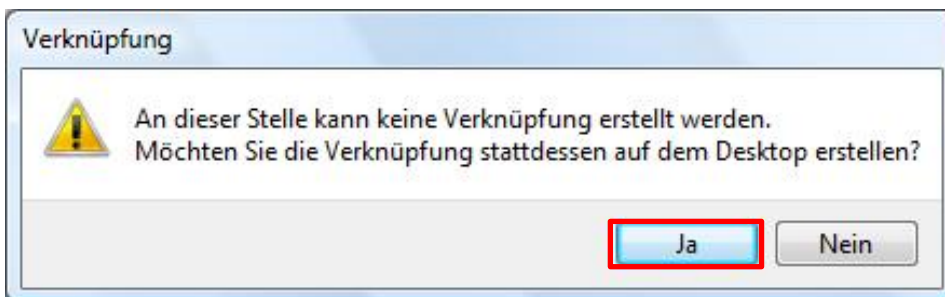 Verknüpfung
An dieser Stelle kann keine Verknüpfung erstellt werden.
Möchten Sie die Verknüpfung stattdessen auf dem Desktop erstellen?
Ja
Nein